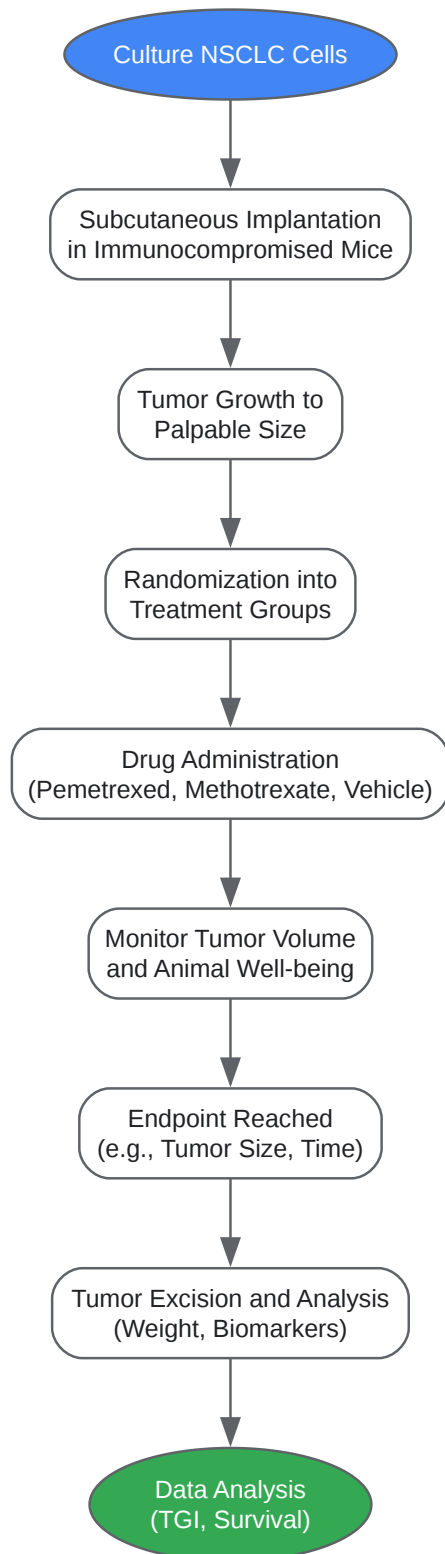 Culture NSCLC Cells
Subcutaneous Implantation
in Immunocompromised Mice
Tumor Growth to
Palpable Size
Randomization into
Treatment Groups
Drug Administration
(Pemetrexed, Methotrexate, Vehicle)
Monitor Tumor Volume
and Animal Well-being
Endpoint Reached
(e.g., Tumor Size, Time)
Tumor Excision and Analysis
(Weight, Biomarkers)
Data Analysis
(TGI, Survival)